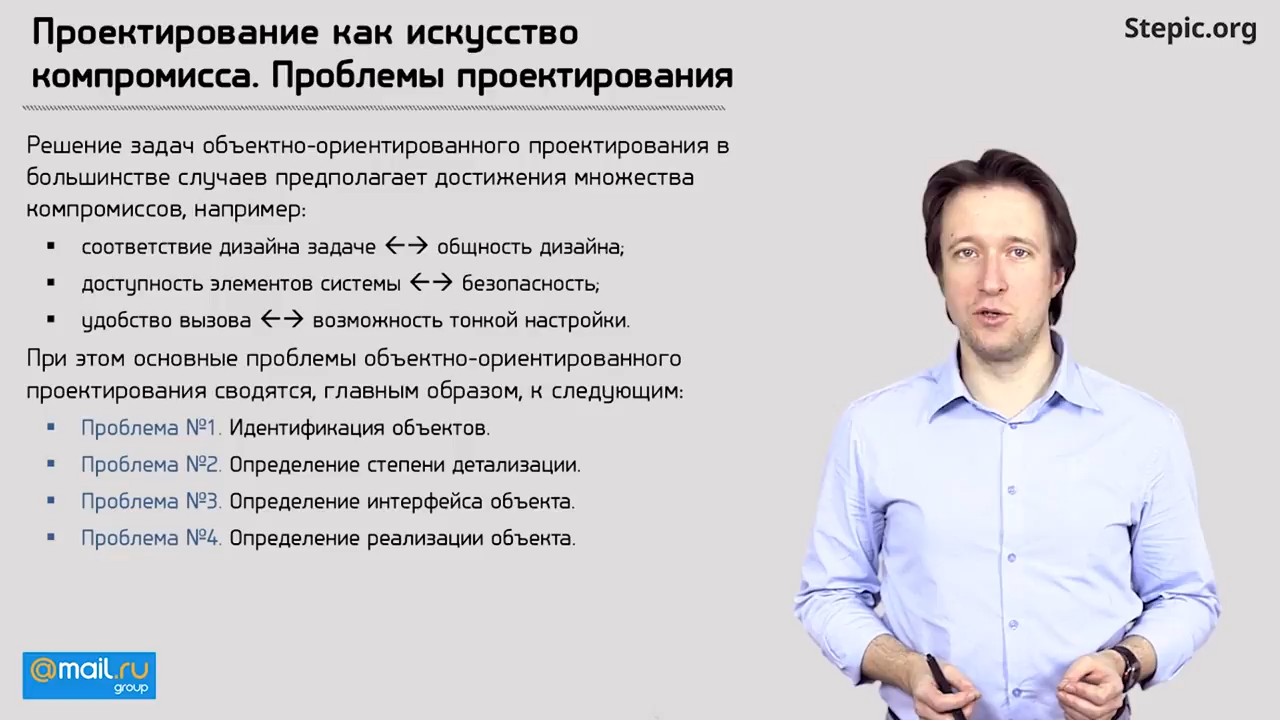 Проектирование как искусство
компромисса. Проблемы проектирования
Stepic.org
Решение задач объектно-ориентированного проектирования в
большинстве случаев предполагает достижения множества
компромиссов, например:
▪ соответствие дизайна задаче ←→ общность дизайна;
▪ доступность элементов системы ←→ безопасность;
▪ удобство вызова ←→ возможность тонкой настройки.
При этом основные проблемы объектно-ориентированного
проектирования сводятся, главным образом, к следующим:
▪ Проблема №1. Идентификация объектов.
▪ Проблема №2. Определение степени детализации.
▪ Проблема №3. Определение интерфейса объекта.
▪ Проблема №4. Определение реализации объекта.
@mail.ru
group